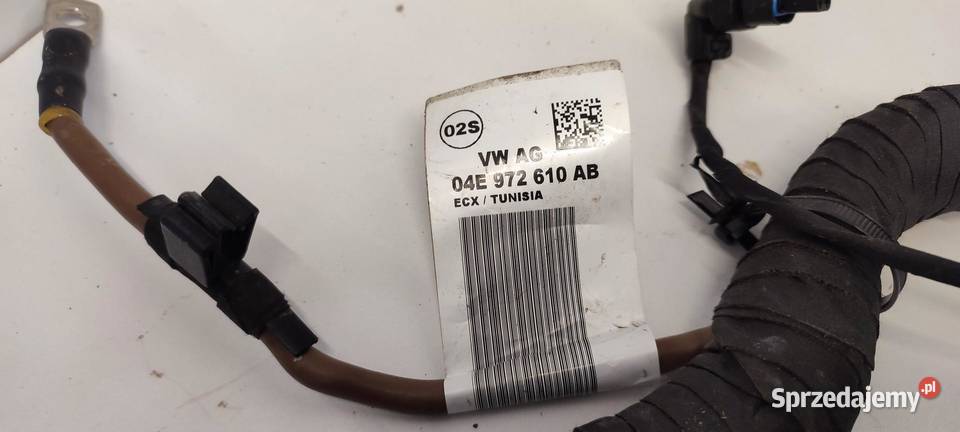 02S
VW AG
04E 972 610 AB
ECX / TUNISIA
Sprzedajemy.pl